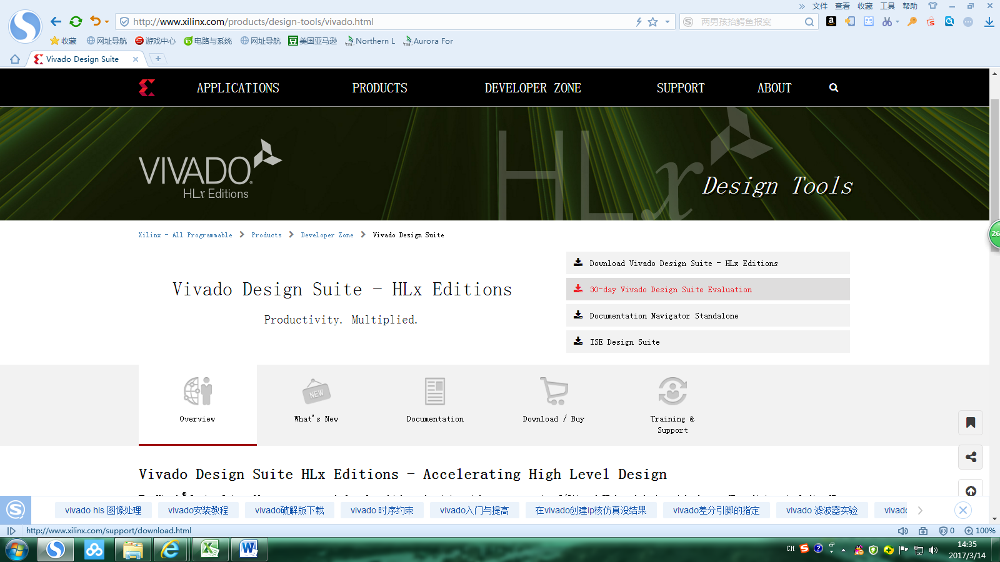 文件 查看 收藏 工具 帮助
http://www.xilinx.com/products/design-tools/vivado.html
两男孩抬鳄鱼报案
收藏 网址导航 游戏中心 电路与系统 网址导航 美国亚马逊 Northern L Aurora For
Vivado Design Suite
APPLICATIONS PRODUCTS DEVELOPER ZONE SUPPORT ABOUT
VIVADO
HLx Editions
HLx
Design Tools
26
Xilinx - All Programmable > Products > Developer Zone > Vivado Design Suite
Download Vivado Design Suite - HLx Editions
Vivado Design Suite - HLx Editions
30-day Vivado Design Suite Evaluation
Productivity. Multiplied.
Documentation Navigator Standalone
ISE Design Suite
NEW
Overview What's New Documentation Download / Buy Training &
Support
Vivado Design Suite HLx Editions - Accelerating High Level Design
vivado hls 图像处理 vivado安装教程 vivado破解版下载 vivado 时序约束 vivado入门与提高 在vivado创建ip核仿真没结果 vivado差分引脚的指定 vivado 滤波器实验
http://www.xilinx.com/support/download.html
0 100%
CH
14:35
2017/3/14